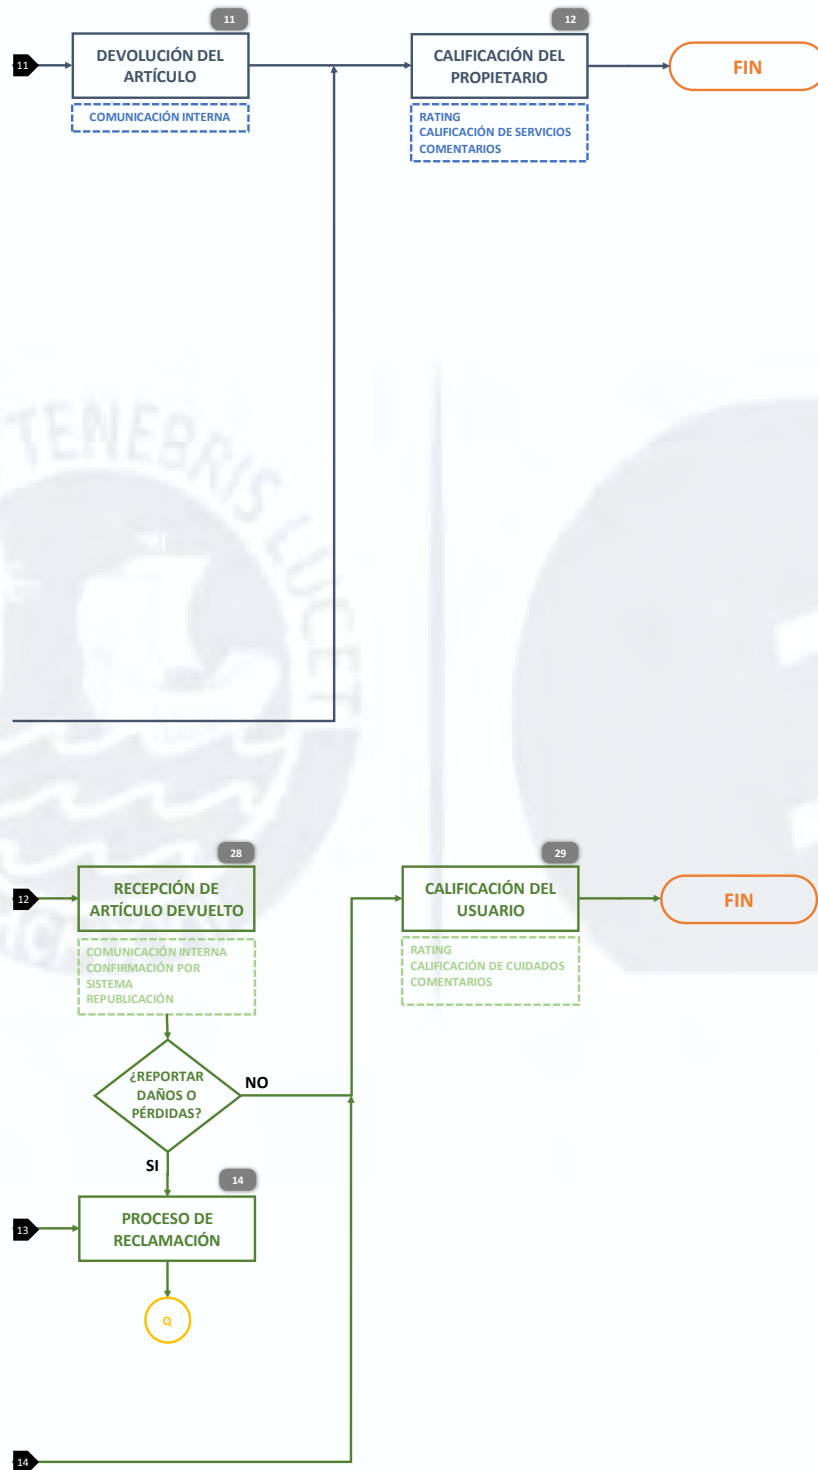 11
12
11
DEVOLUCIÓN DEL
ARTÍCULO
CALIFICACIÓN DEL
PROPIETARIO
FIN
COMUNICACIÓN INTERNA
RATING
CALIFICACIÓN DE SERVICIOS
COMENTARIOS
TENEBRIS LUCET
28
29
12
RECEPCIÓN DE
ARTÍCULO DEVUELTO
CALIFICACIÓN DEL
USUARIO
FIN
COMUNICACIÓN INTERNA
CONFIRMACIÓN POR
SISTEMA
REPUBLICACIÓN
RATING
CALIFICACIÓN DE CUIDADOS
COMENTARIOS
¿REPORTAR
DAÑOS O
PÉRDIDAS?
NO
SI
14
13
PROCESO DE
RECLAMACIÓN
Q
14